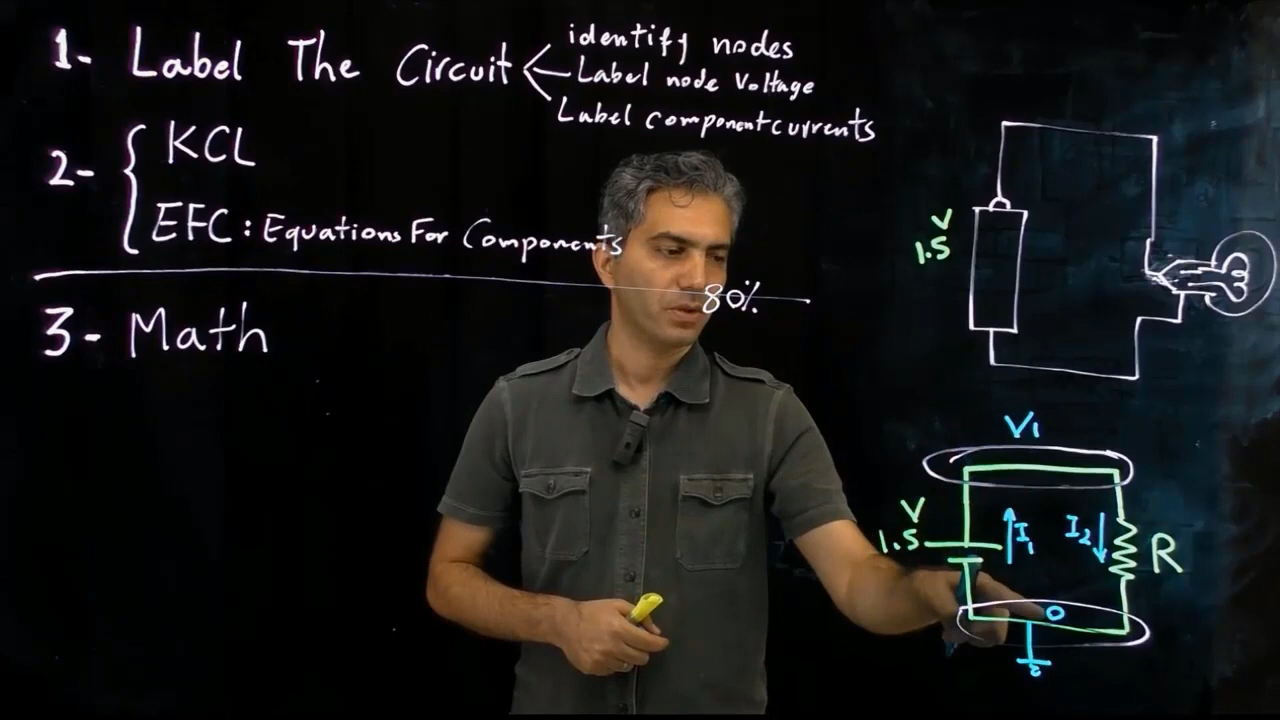 1- Label The Circuit
identify nodes
Label node Voltage
Label component currents
2- KCL
EFC: Equations For Components
80%
3- Math
V
1.5
V1
V
1.5
I1
I2
R
0